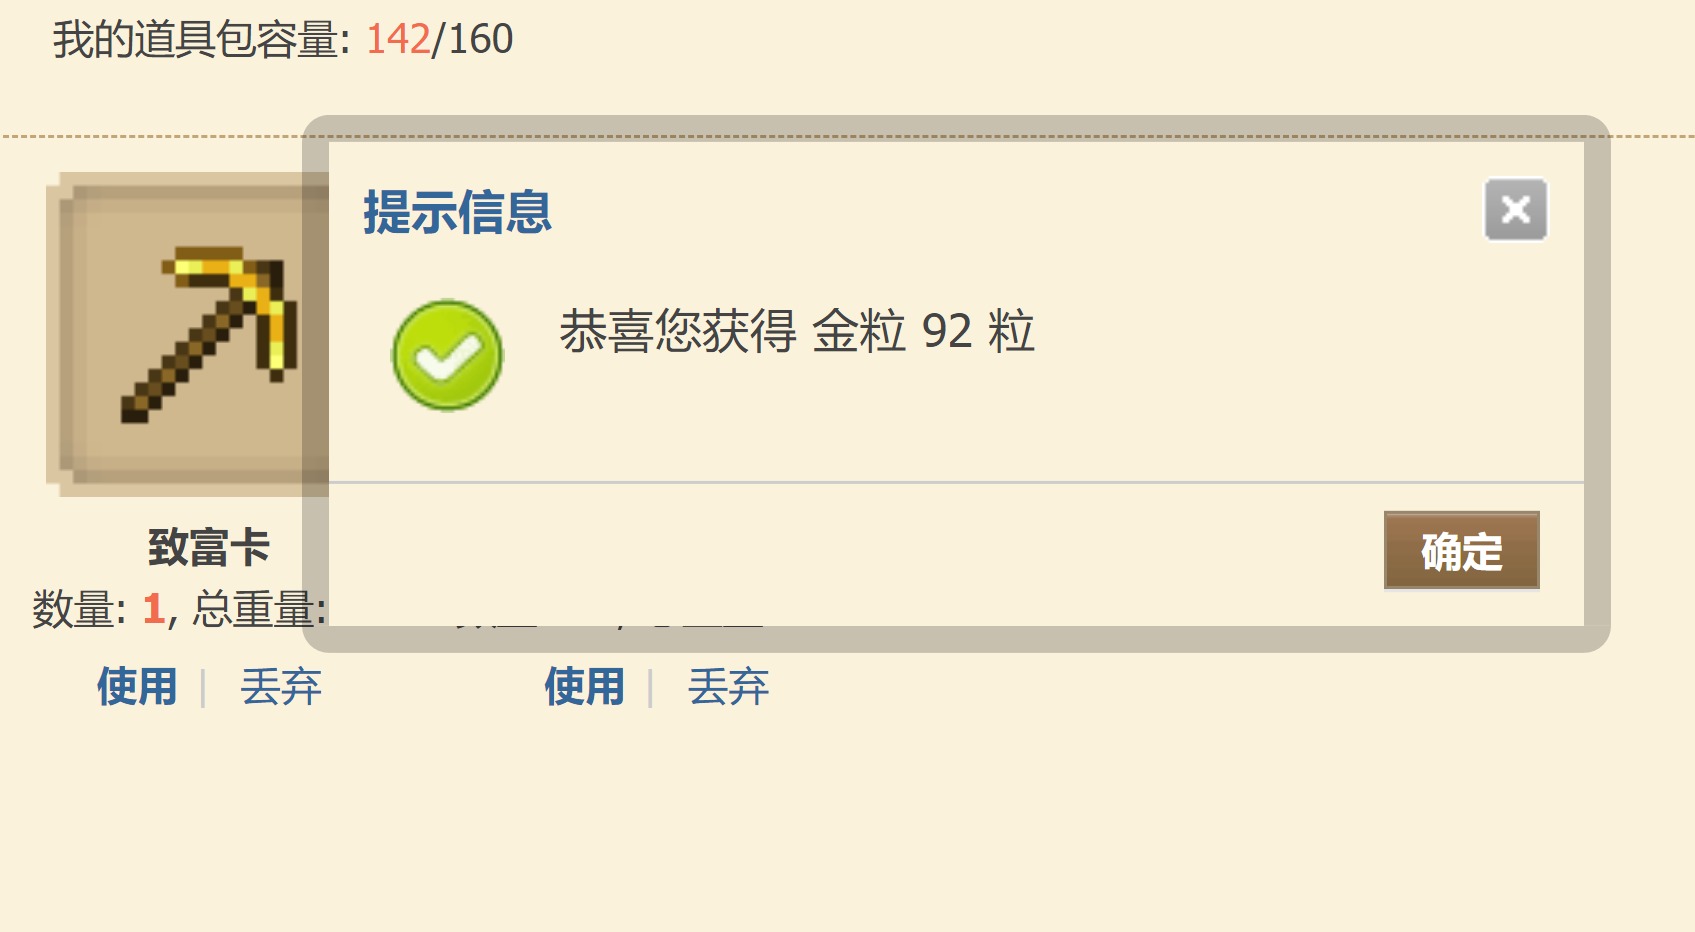 我的道具包容量: 142/160
提示信息
恭喜您获得 金粒 92 粒
确定
致富卡
数量: 1, 总重量:
使用 | 丢弃
使用 | 丢弃